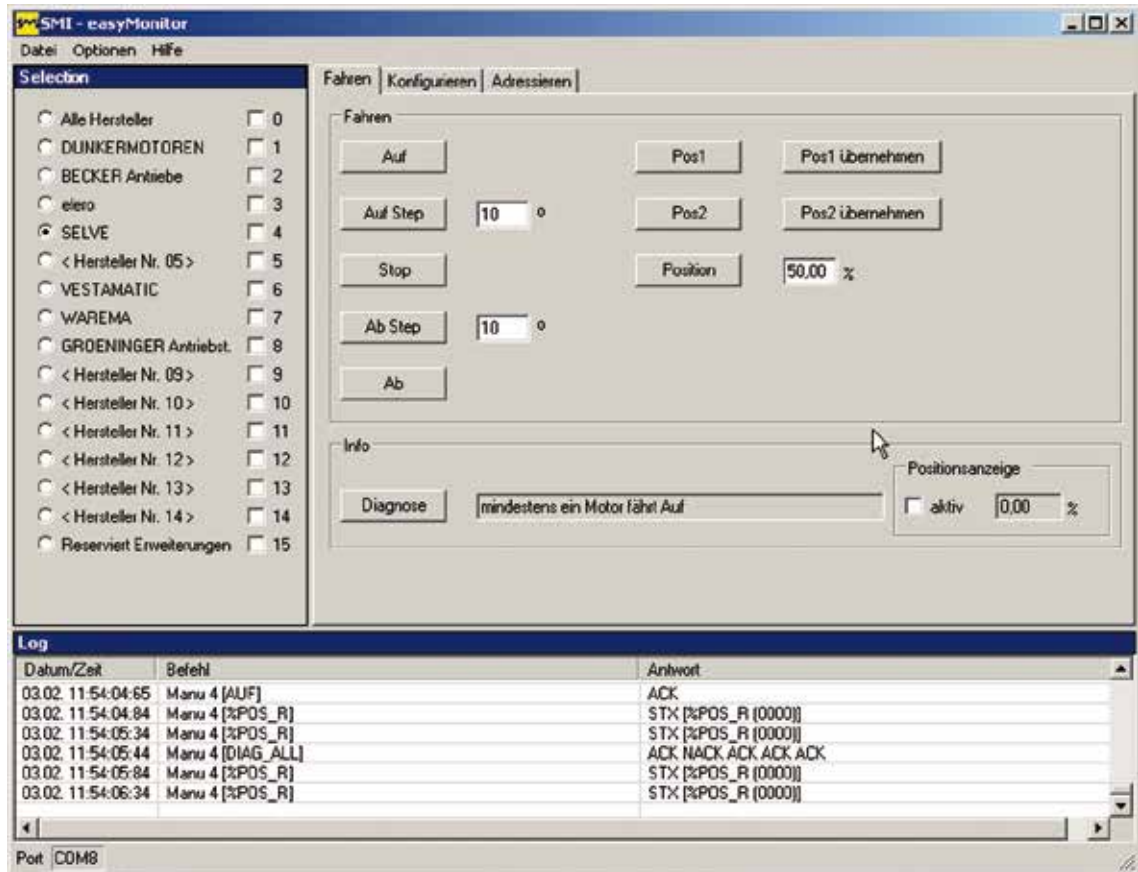 SMI - easyMonitor
Datei Optionen Hilfe
Selection
Alle Hersteller 0
DUNKERMOTOREN 1
BECKER Antriebe 2
elero 3
SELVE 4
< Hersteller Nr. 05 > 5
VESTAMATIC 6
WAREMA 7
GROENINGER Antriebst. 8
< Hersteller Nr. 09 > 9
< Hersteller Nr. 10 > 10
< Hersteller Nr. 11 > 11
< Hersteller Nr. 12 > 12
< Hersteller Nr. 13 > 13
< Hersteller Nr. 14 > 14
Reserviert Erweiterungen 15
Fahren Konfigurieren Adressieren
Fahren
Auf Pos1 Pos1 übernehmen
Auf Step 10 ° Pos2 Pos2 übernehmen
Stop Position 50,00 %
Ab Step 10 °
Ab
Info
Diagnose mindestens ein Motor fährt Auf
Positionsanzeige
aktiv 0,00 %
Log
Datum/Zeit Befehl Antwort
03.02. 11:54:04:65 Manu 4 [AUF] ACK
03.02. 11:54:04:84 Manu 4 [%POS_R] STX [%POS_R (0000)]
03.02. 11:54:05:34 Manu 4 [%POS_R] STX [%POS_R (0000)]
03.02. 11:54:05:44 Manu 4 [DIAG_ALL] ACK NACK ACK ACK ACK
03.02. 11:54:05:84 Manu 4 [%POS_R] STX [%POS_R (0000)]
03.02. 11:54:06:34 Manu 4 [%POS_R] STX [%POS_R (0000)]
Port COM8